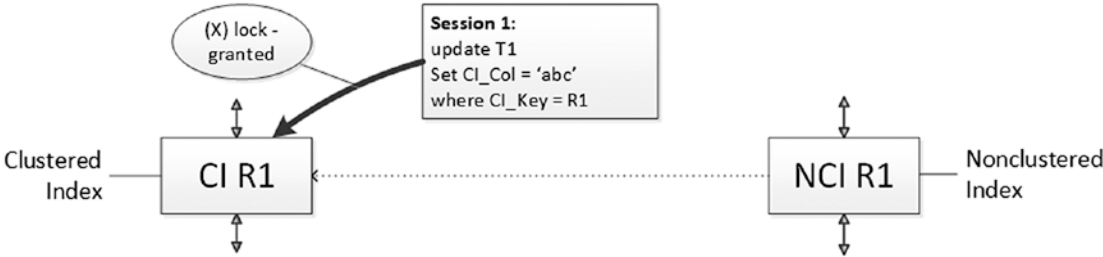 (X) lock -
granted
Session 1:
update T1
Set CI_Col = ‘abc’
where CI_Key = R1
Clustered
Index
CI R1
NCI R1
Nonclustered
Index